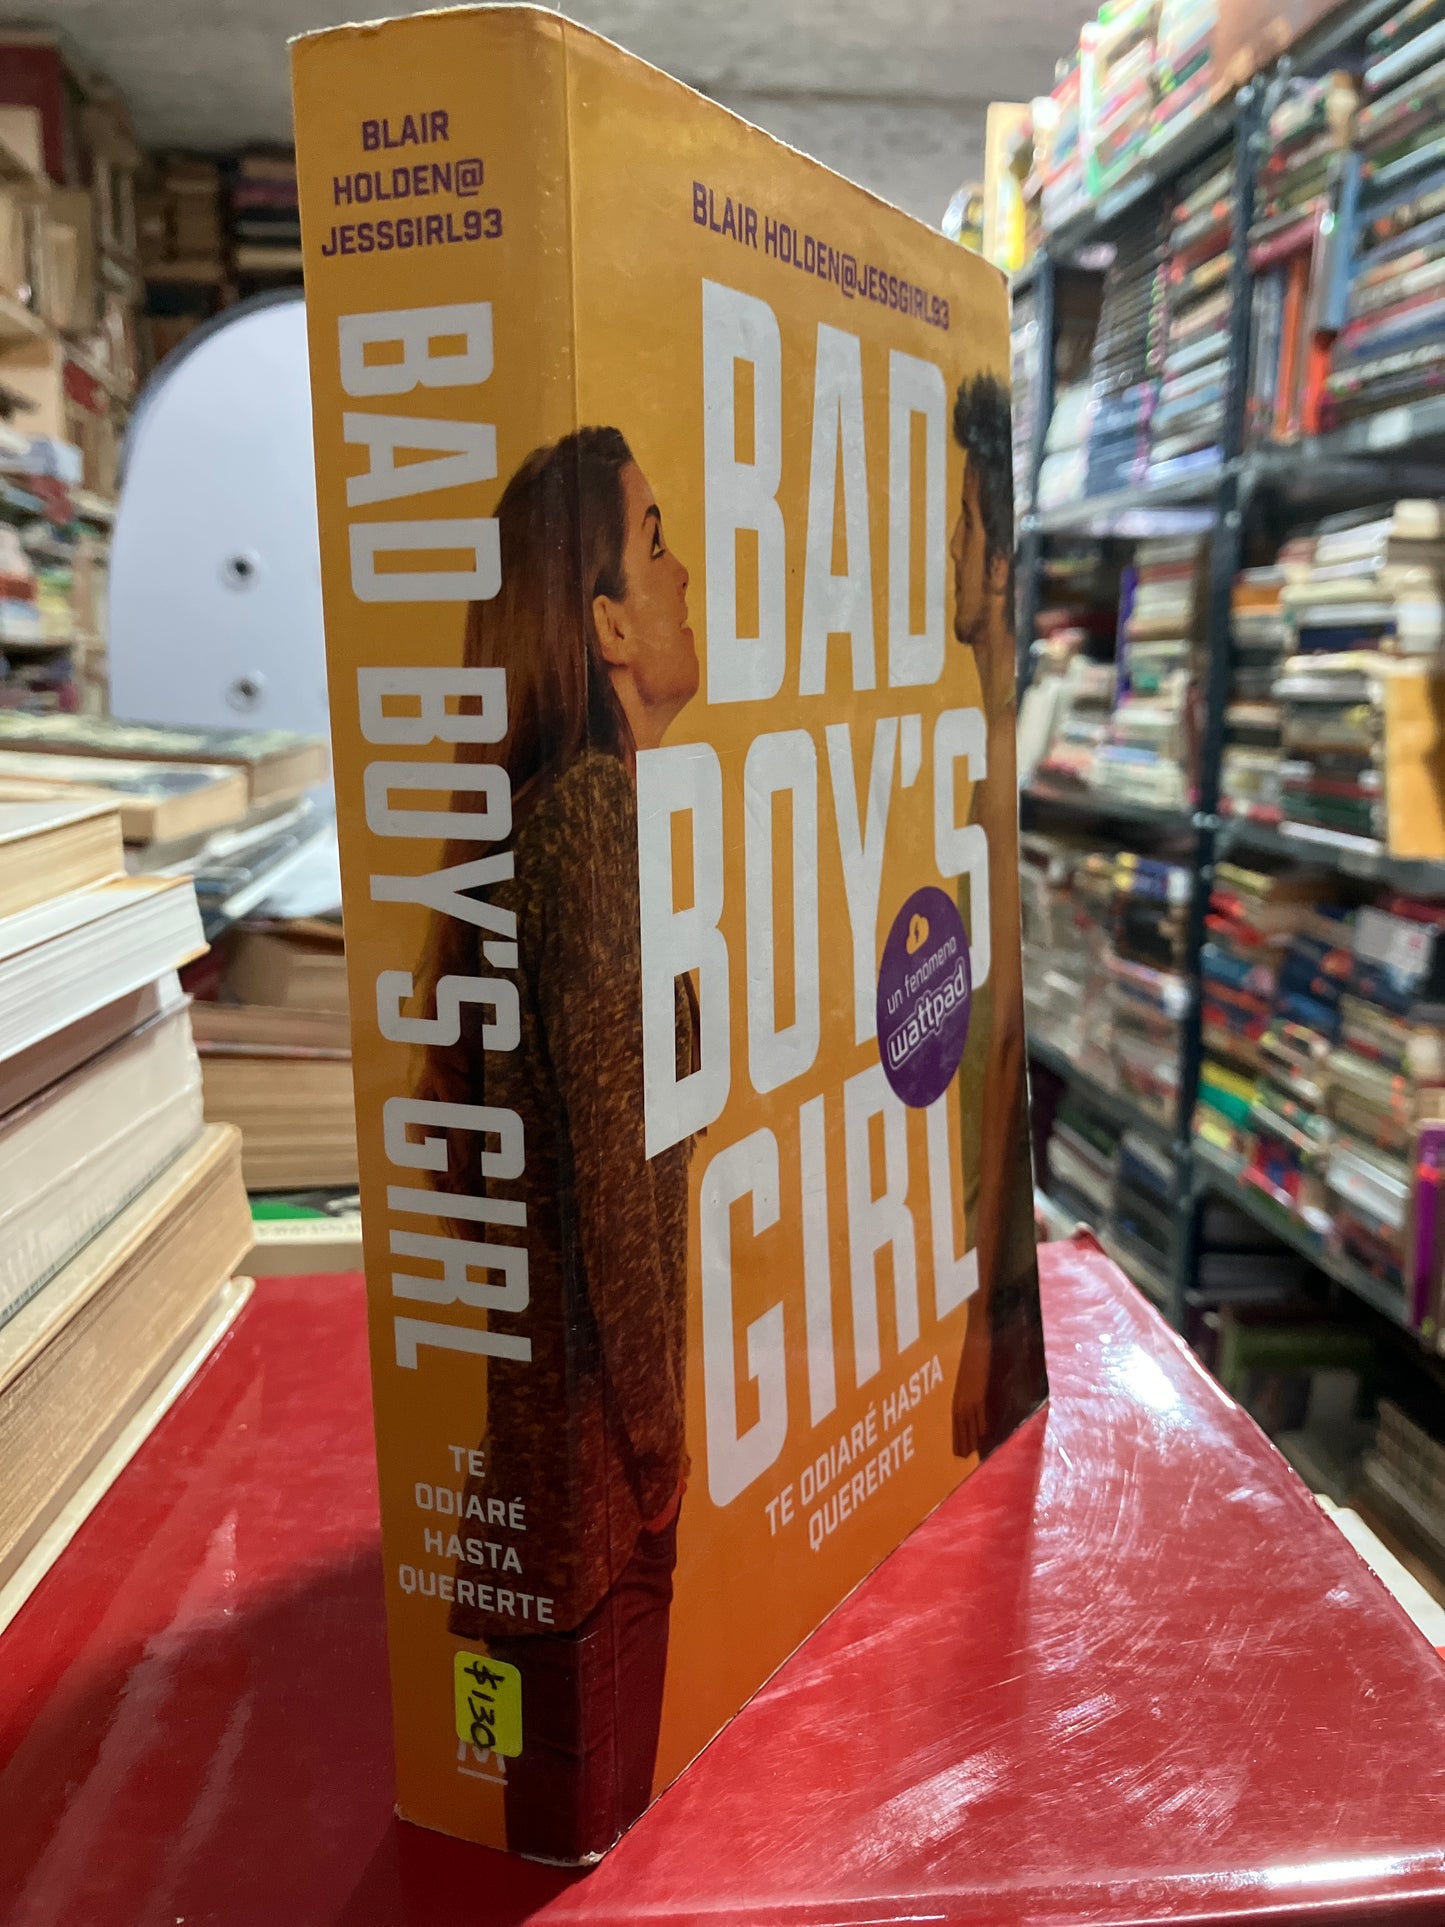 BLAIR
HOLDEN@
JESSGIRL93
BAD BOY'S GIRL
TE
ODIARÉ
HASTA
QUERERTE
$130
M
BLAIR HOLDEN@JESSGIRL93
BAD
BOY'S
GIRL
un fenómeno
wattpad
TE ODIARÉ HASTA
QUERERTE